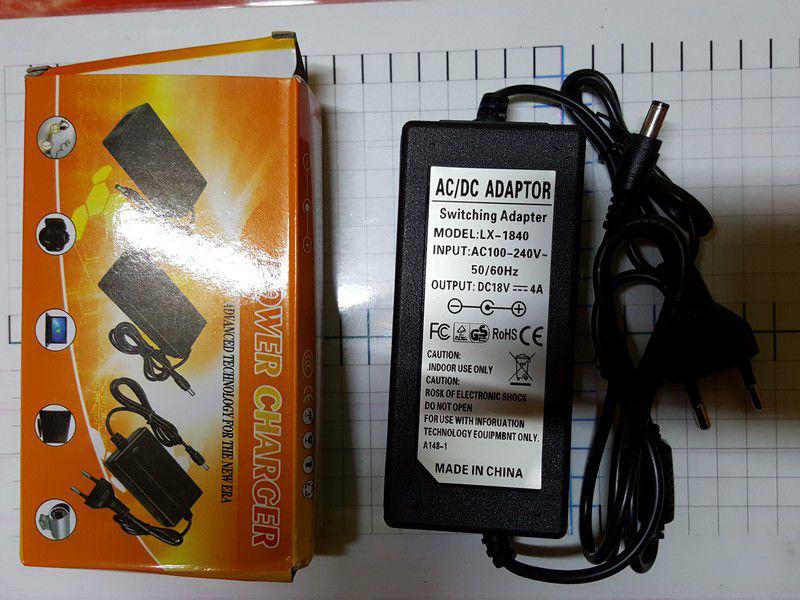 POWER CHARGER
ADVANCED TECHNOLOGY FOR THE NEW ERA
AC/DC ADAPTOR
Switching Adapter
MODEL:LX-1840
INPUT:AC100-240V~
50/60Hz
OUTPUT: DC18V ⎓ 4A
FC GS RoHS CE
CAUTION:
.INDOOR USE ONLY
CAUTION:
ROSK OF ELECTRONIC SHOCK
DO NOT OPEN
FOR USE WITH INFORUATION
TECHNOLOGY EQUIPMBNT ONLY.
A148-1
MADE IN CHINA